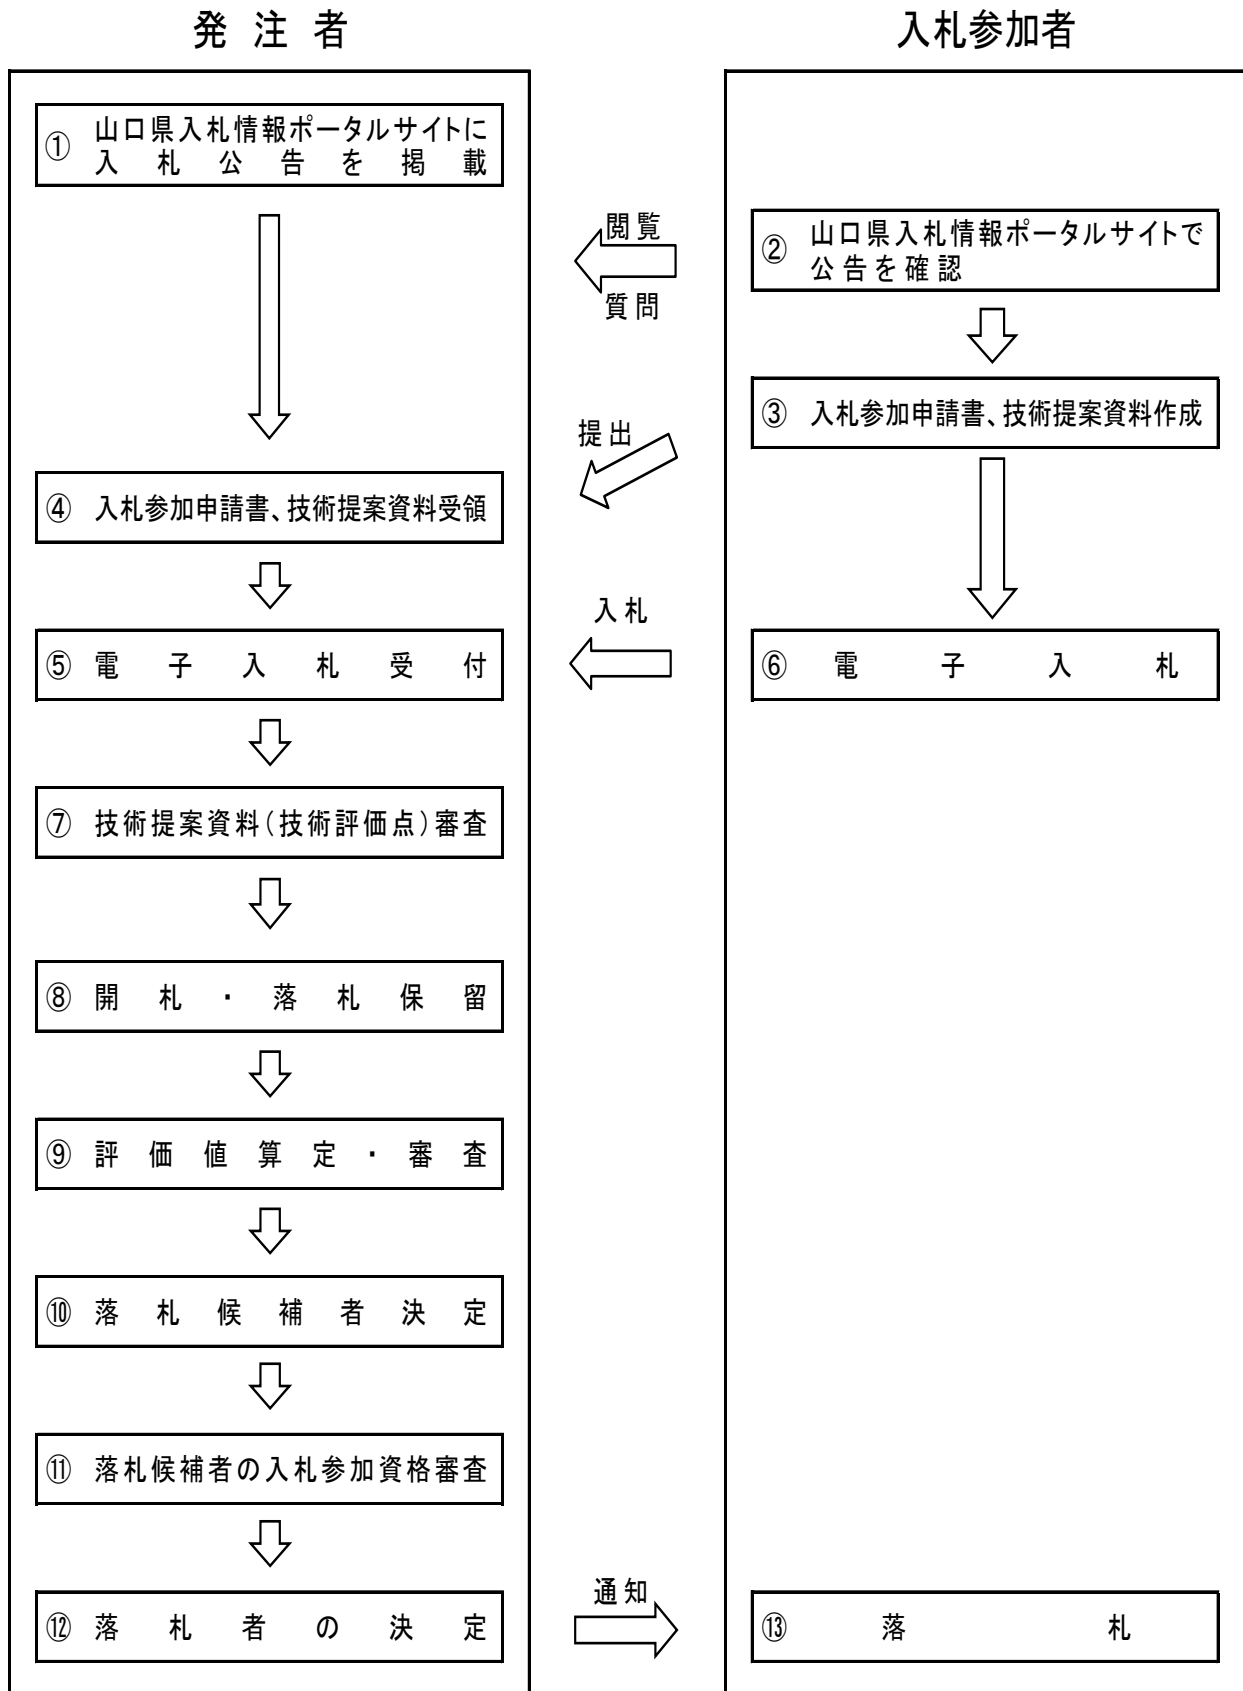 発注者
入札参加者
① 山口県入札情報ポータルサイトに
入札公告を掲載
閲覧
質問
② 山口県入札情報ポータルサイトで
公告を確認
③ 入札参加申請書、技術提案資料作成
提出
④ 入札参加申請書、技術提案資料受領
入札
⑤ 電子入札受付
⑥ 電子入札
⑦ 技術提案資料(技術評価点)審査
⑧ 開札・落札保留
⑨ 評価値算定・審査
⑩ 落札候補者決定
⑪ 落札候補者の入札参加資格審査
通知
⑫ 落札者の決定
⑬ 落札